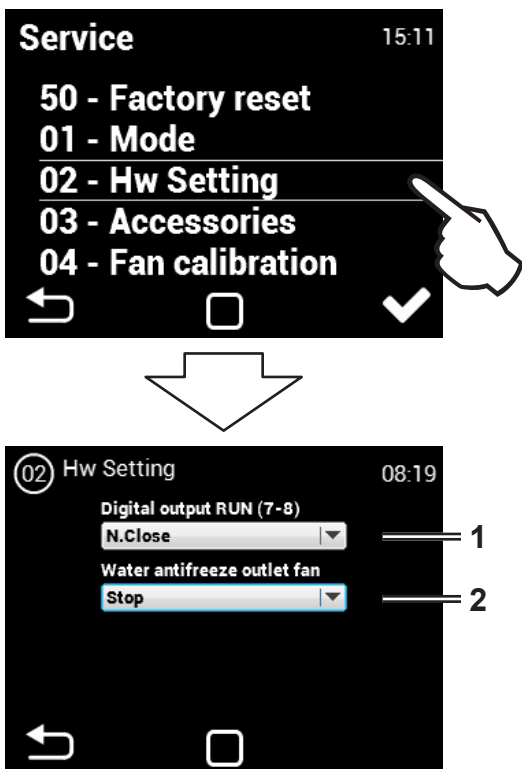 Service 15:11
50 - Factory reset
01 - Mode
02 - Hw Setting
03 - Accessories
04 - Fan calibration
02 Hw Setting 08:19
Digital output RUN (7-8)
N.Close 1
Water antifreeze outlet fan
Stop 2